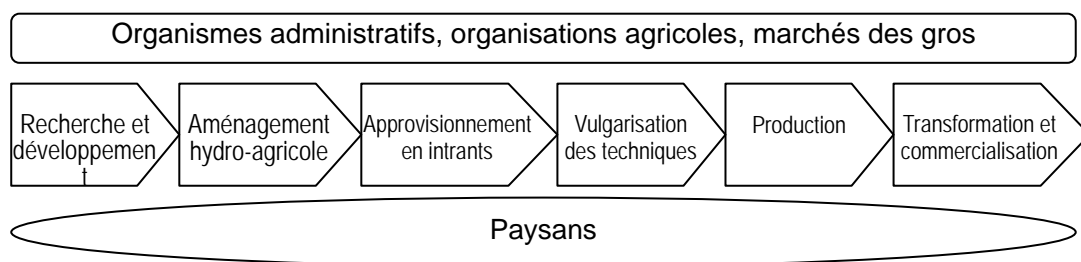 Organismes administratifs, organisations agricoles, marchés des gros
Recherche et
développemen
t
Aménagement
hydro-agricole
Approvisionnement
en intrants
Vulgarisation
des techniques
Production
Transformation et
commercialisation
Paysans